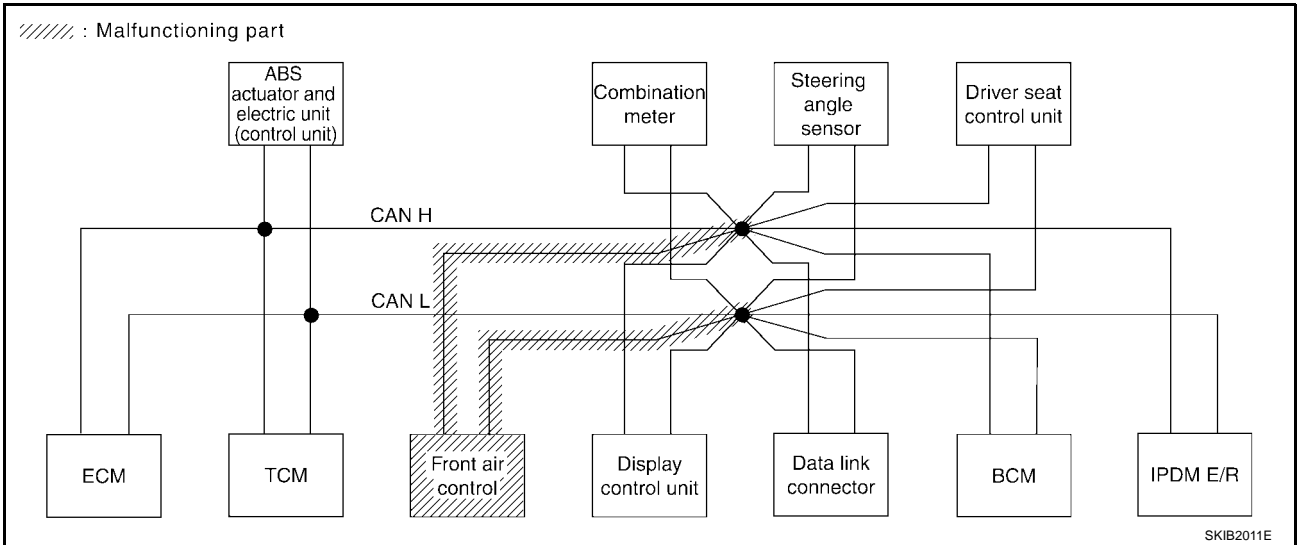 : Malfunctioning part
ABS
actuator and
electric unit
(control unit)
Combination
meter
Steering
angle
sensor
Driver seat
control unit
CAN H
CAN L
ECM
TCM
Front air
control
Display
control unit
Data link
connector
BCM
IPDM E/R
SKIB2011E